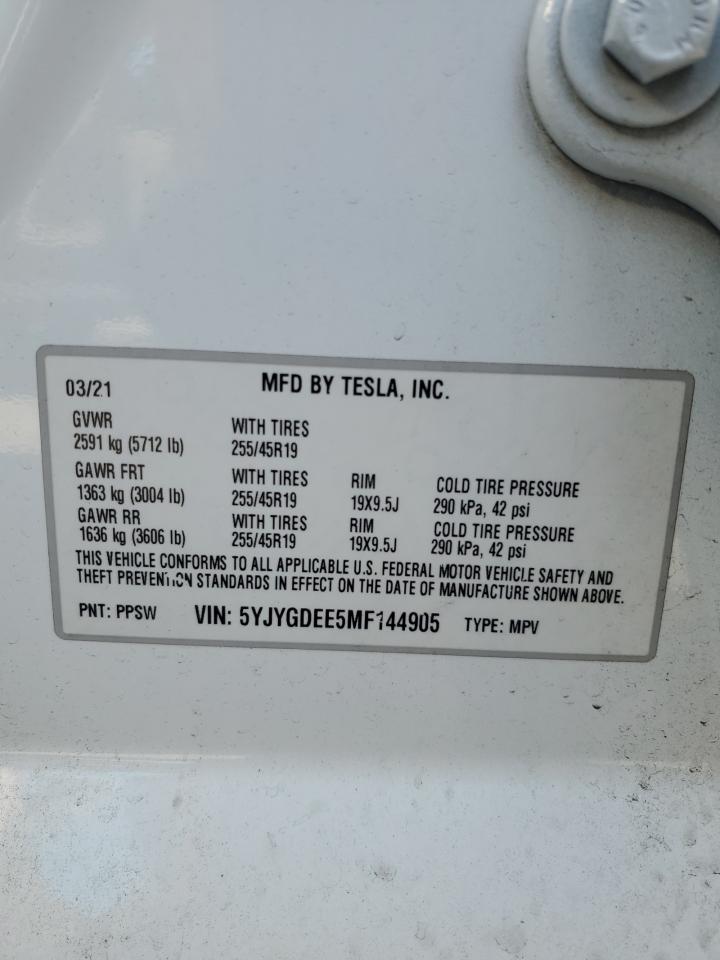 03/21 MFD BY TESLA, INC.
GVWR WITH TIRES
2591 kg (5712 lb) 255/45R19
GAWR FRT WITH TIRES RIM COLD TIRE PRESSURE
1363 kg (3004 lb) 255/45R19 19X9.5J 290 kPa, 42 psi
GAWR RR WITH TIRES RIM COLD TIRE PRESSURE
1636 kg (3606 lb) 255/45R19 19X9.5J 290 kPa, 42 psi
THIS VEHICLE CONFORMS TO ALL APPLICABLE U.S. FEDERAL MOTOR VEHICLE SAFETY AND
THEFT PREVENTION STANDARDS IN EFFECT ON THE DATE OF MANUFACTURE SHOWN ABOVE.
PNT: PPSW VIN: 5YJYGDEE5MF144905 TYPE: MPV